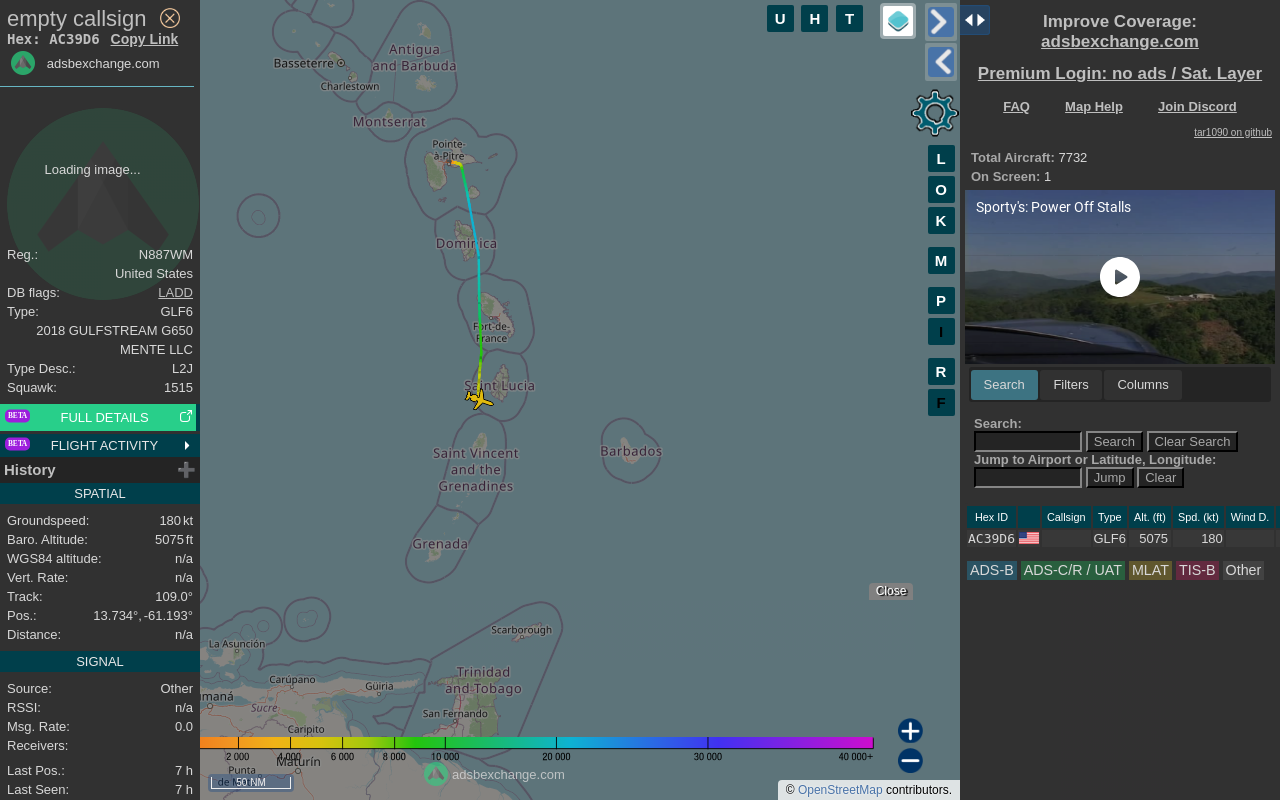 empty callsign
Hex: AC39D6 Copy Link
adsbexchange.com
Loading image...
Reg.: N887WM
United States
DB flags: LADD
Type: GLF6
2018 GULFSTREAM G650
MENTE LLC
Type Desc.: L2J
Squawk: 1515
BETA FULL DETAILS
BETA FLIGHT ACTIVITY
History
SPATIAL
Groundspeed: 180 kt
Baro. Altitude: 5075 ft
WGS84 altitude: n/a
Vert. Rate: n/a
Track: 109.0°
Pos.: 13.734°, -61.193°
Distance: n/a
SIGNAL
Source: Other
RSSI: n/a
Msg. Rate: 0.0
Receivers:
Last Pos.: 7 h
Last Seen: 7 h
U H T
Antigua
and Barbuda
Basseterre
Charlestown
Montserrat
Pointe-
à-Pitre
Dominica
Fort-de-
France
Saint Lucia
Saint Vincent
and the
Grenadines
Barbados
Grenada
Scarborough
La Asunción
Trinidad
and Tobago
Carúpano
Güiria
maná
Sucre
San Fernando
Caripito
Maturín
Punta
de M
2 000 4 000 6 000 8 000 10 000 20 000 30 000 40 000+
50 NM
adsbexchange.com
© OpenStreetMap contributors.
L
O
K
M
P
I
R
F
Close
Improve Coverage:
adsbexchange.com
Premium Login: no ads / Sat. Layer
FAQ Map Help Join Discord
tar1090 on github
Total Aircraft: 7732
On Screen: 1
Sporty's: Power Off Stalls
Search Filters Columns
Search:
Search Clear Search
Jump to Airport or Latitude, Longitude:
Jump Clear
Hex ID Callsign Type Alt. (ft) Spd. (kt) Wind D.
AC39D6 GLF6 5075 180
ADS-B ADS-C/R / UAT MLAT TIS-B Other